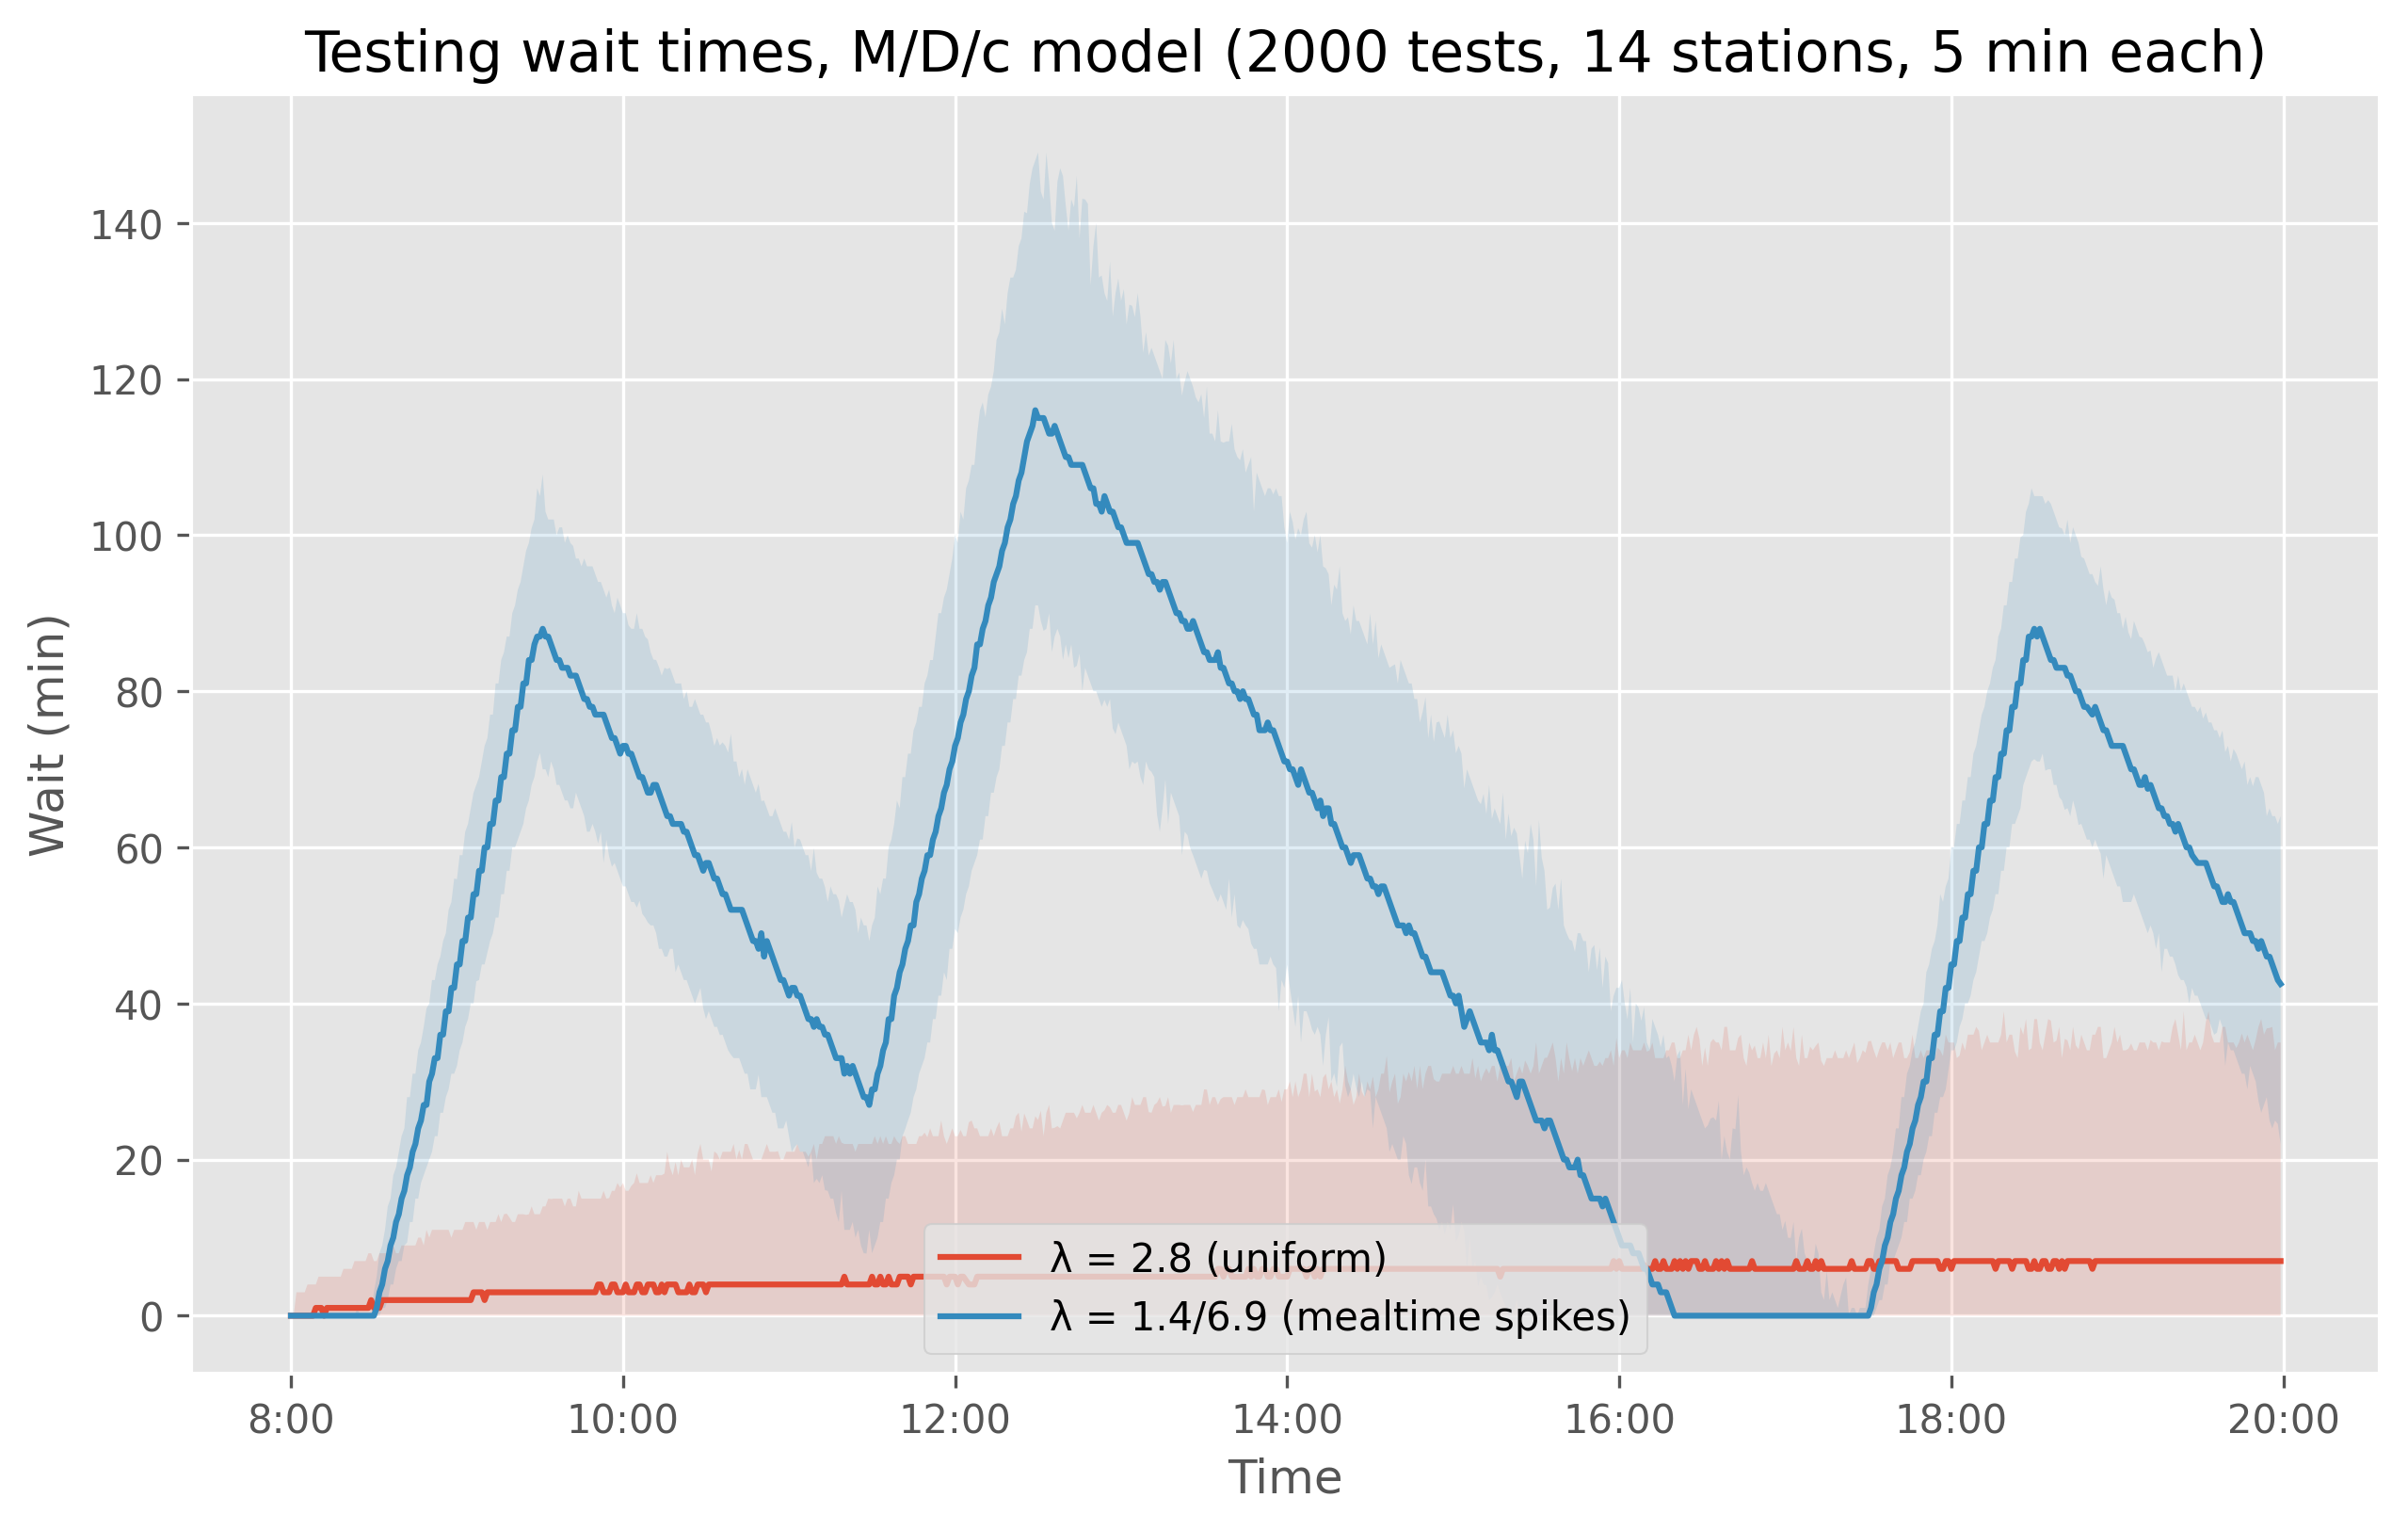 Testing wait times, M/D/c model (2000 tests, 14 stations, 5 min each)
Wait (min)
140
120
100
80
60
40
20
0
λ = 2.8 (uniform)
λ = 1.4/6.9 (mealtime spikes)
8:00 10:00 12:00 14:00 16:00 18:00 20:00
Time